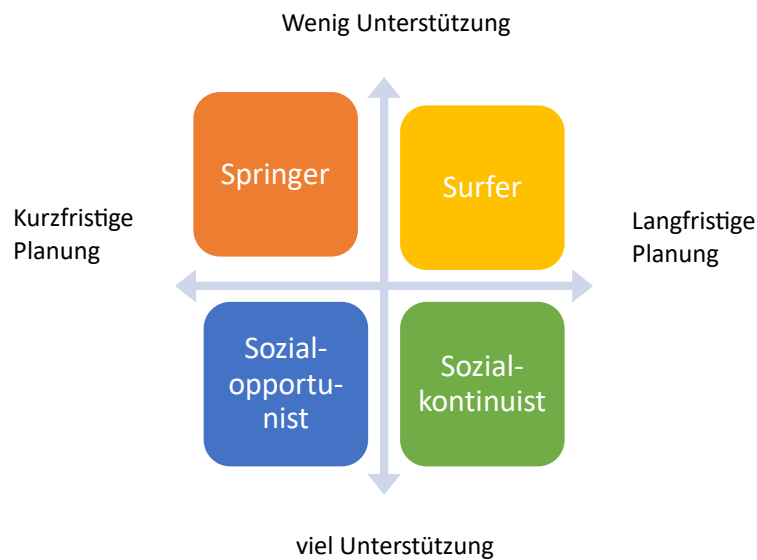 Wenig Unterstützung
Springer
Surfer
Kurzfristige
Planung
Langfristige
Planung
Sozial-
opportu-
nist
Sozial-
kontinuist
viel Unterstützung